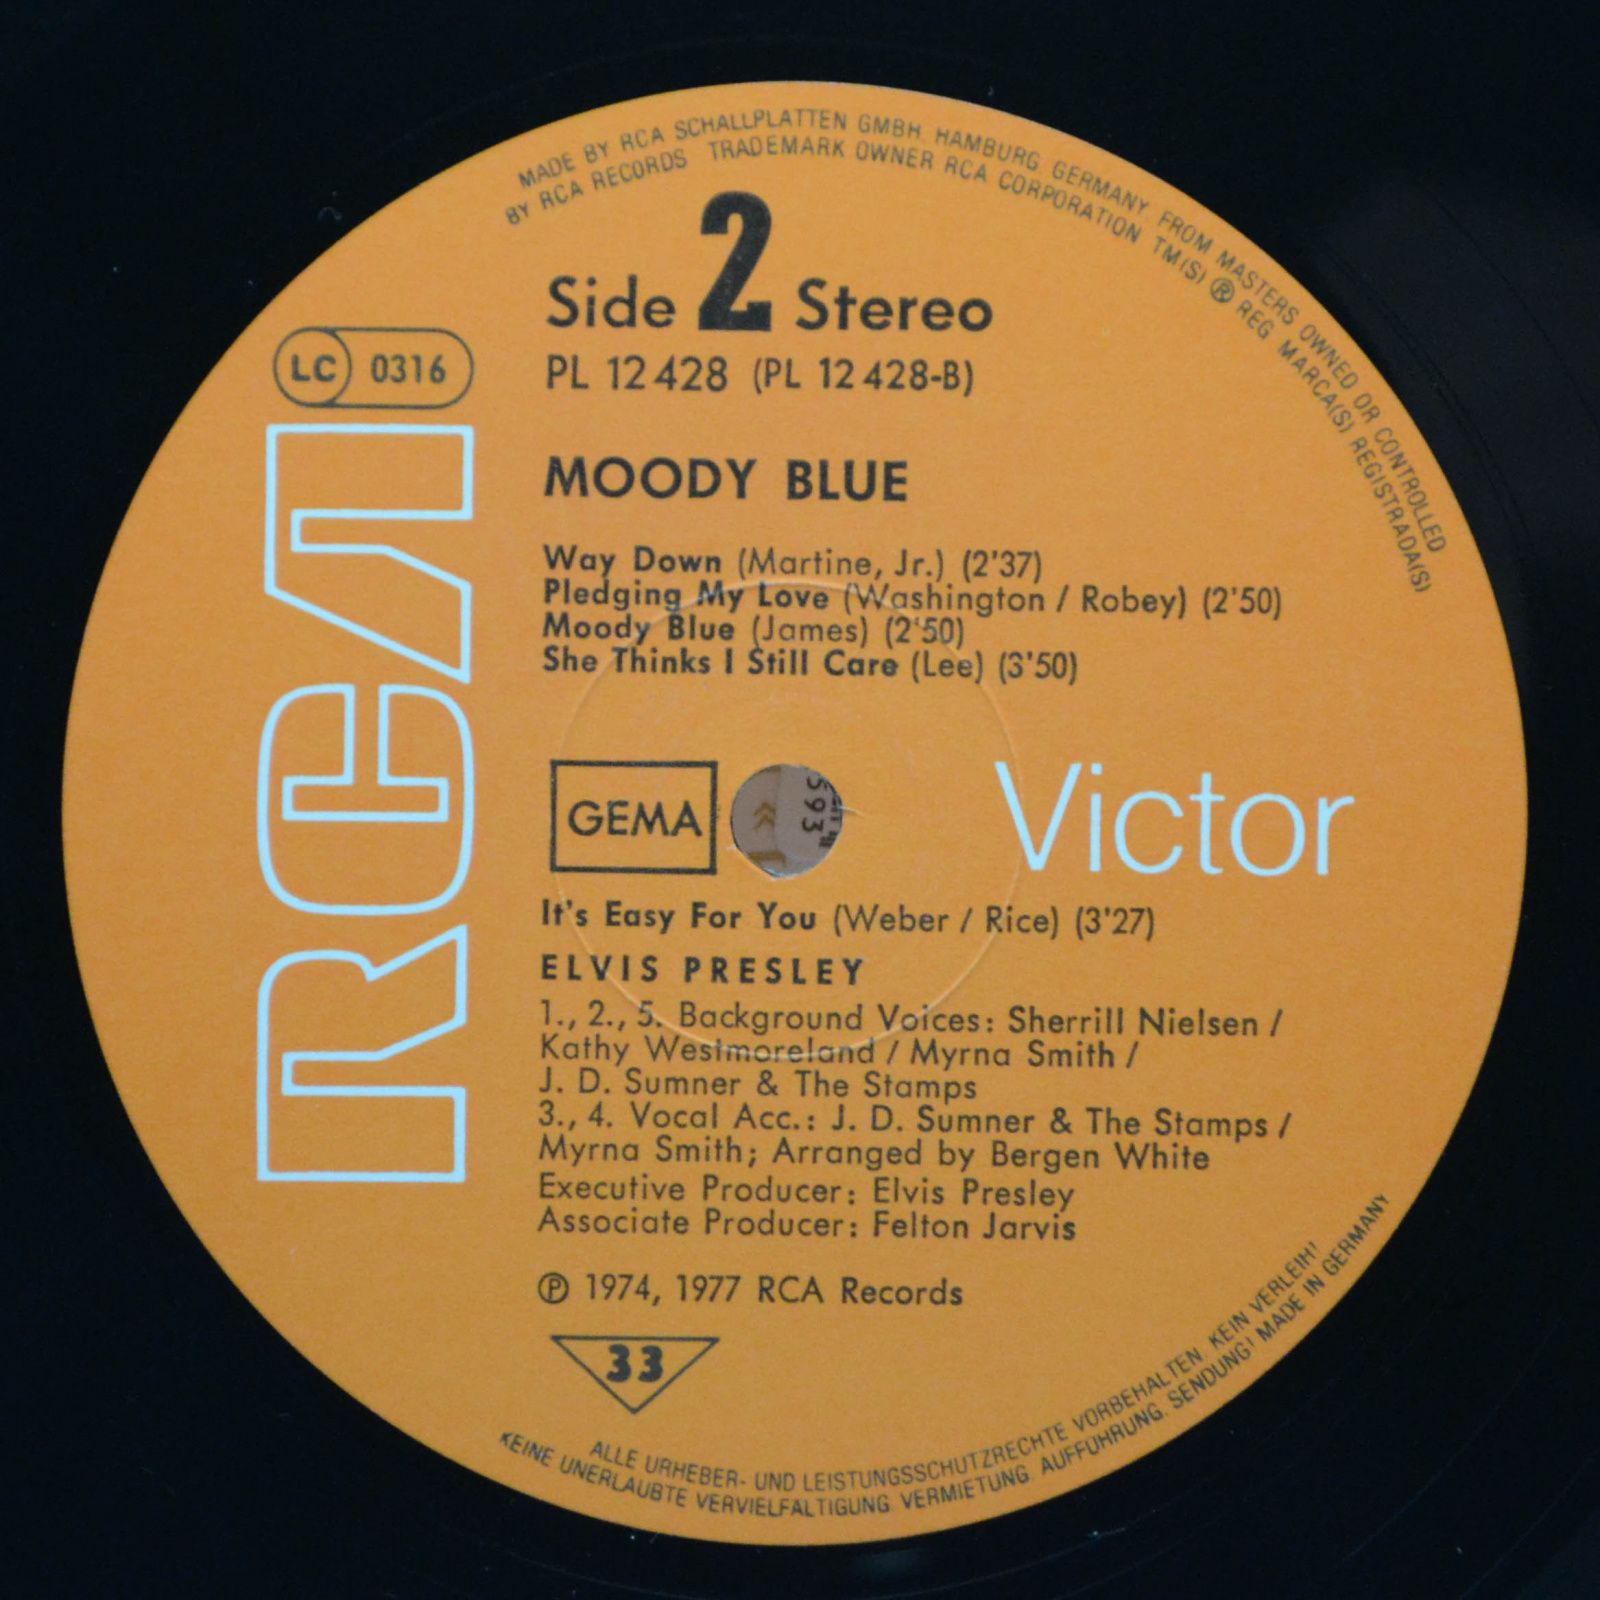 MADE BY RCA SCHALLPLATTEN GMBH. HAMBURG, GERMANY. FROM MASTERS OWNED OR CONTROLLED
BY RCA RECORDS TRADEMARK OWNER RCA CORPORATION TM(S) ® REG MARCA(S) REGISTRADA(S)
Side 2 Stereo
PL 12 428 (PL 12 428-B)
LC 0316
RCA
MOODY BLUE
Way Down (Martine, Jr.) (2'37)
Pledging My Love (Washington / Robey) (2'50)
Moody Blue (James) (2'50)
She Thinks I Still Care (Lee) (3'50)
GEMA
593
Victor
It's Easy For You (Weber / Rice) (3'27)
ELVIS PRESLEY
1., 2., 5. Background Voices: Sherrill Nielsen /
Kathy Westmoreland / Myrna Smith /
J. D. Sumner & The Stamps
3., 4. Vocal Acc.: J. D. Sumner & The Stamps /
Myrna Smith; Arranged by Bergen White
Executive Producer: Elvis Presley
Associate Producer: Felton Jarvis
℗ 1974, 1977 RCA Records
33
ALLE URHEBER- UND LEISTUNGSSCHUTZRECHTE VORBEHALTEN. KEIN VERLEIH!
KEINE UNERLAUBTE VERVIELFÄLTIGUNG. VERMIETUNG. AUFFÜHRUNG. SENDUNG! MADE IN GERMANY